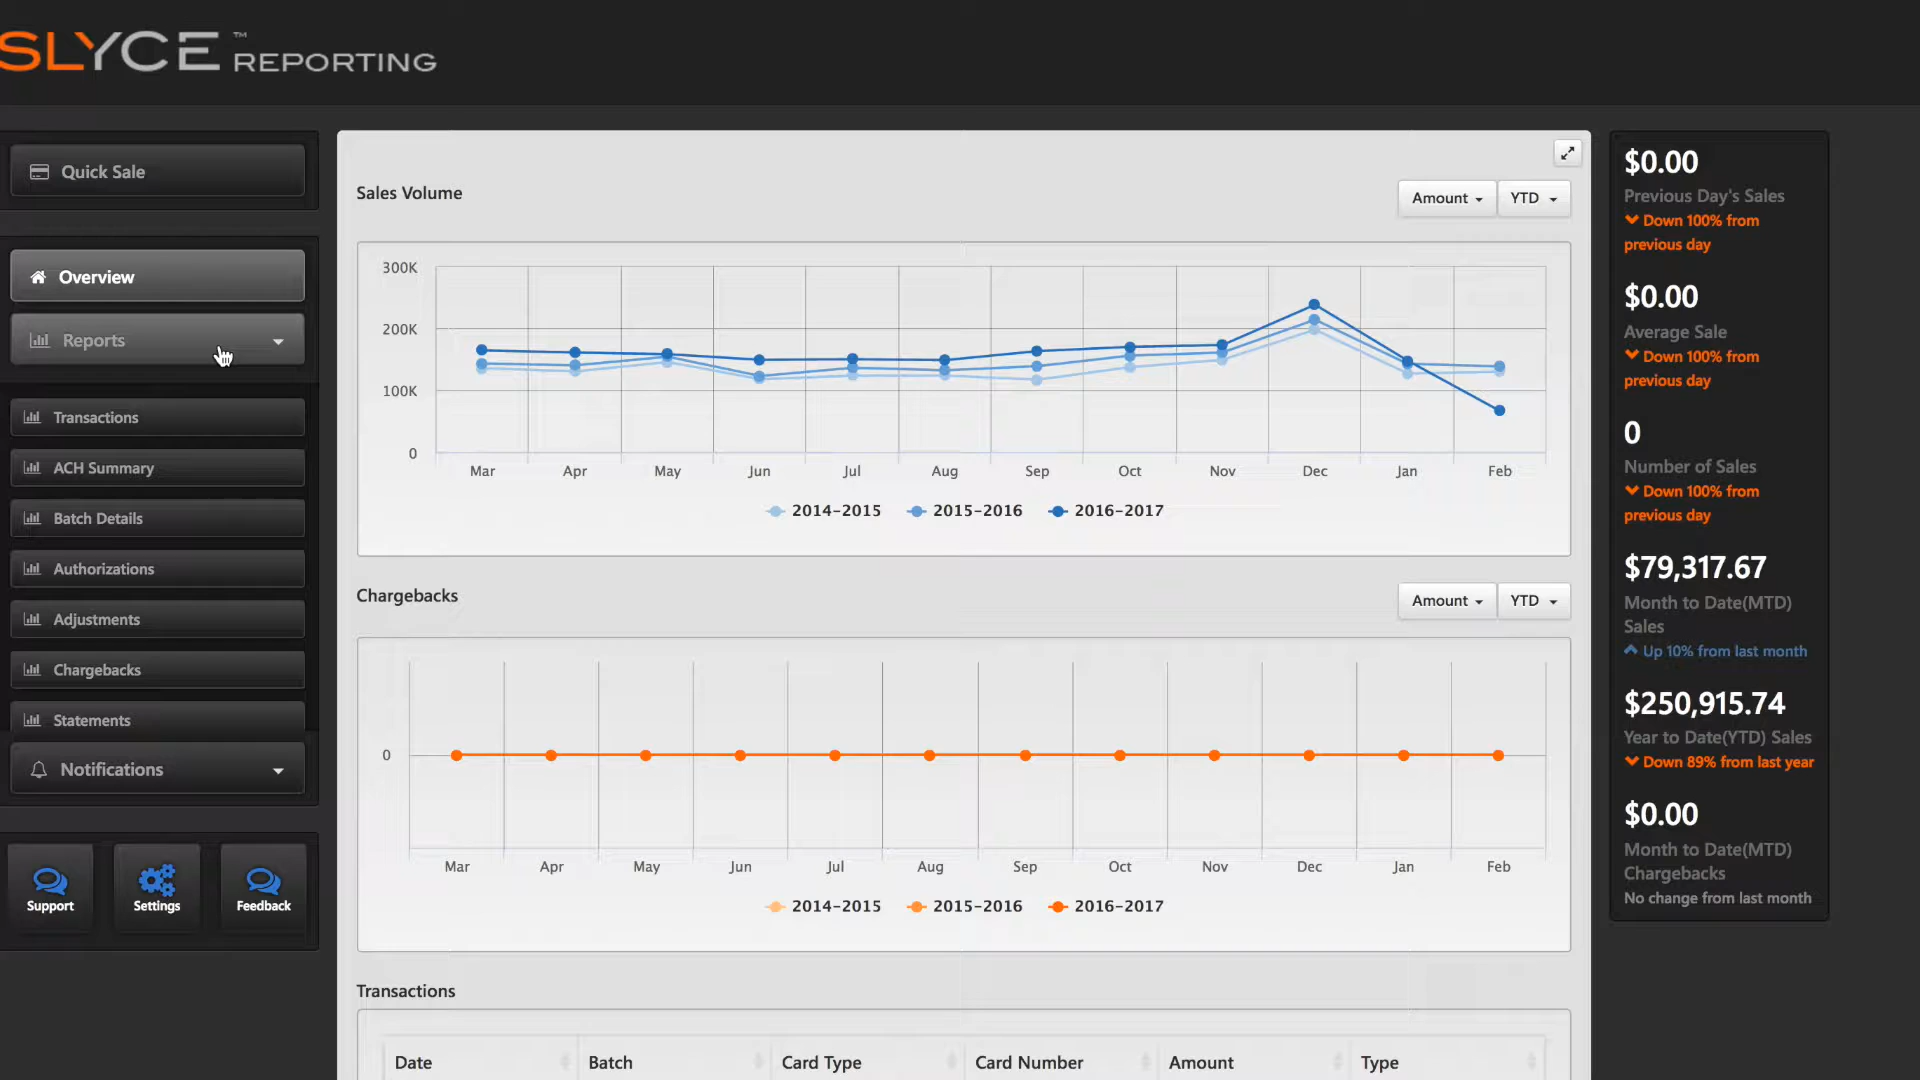 SLYCE™ REPORTING
Quick Sale
Overview
Reports
Transactions
ACH Summary
Batch Details
Authorizations
Adjustments
Chargebacks
Statements
Notifications
Support
Settings
Feedback
Sales Volume
Amount
YTD
300K
200K
100K
0
Mar Apr May Jun Jul Aug Sep Oct Nov Dec Jan Feb
2014-2015 2015-2016 2016-2017
Chargebacks
Amount
YTD
0
Mar Apr May Jun Jul Aug Sep Oct Nov Dec Jan Feb
2014-2015 2015-2016 2016-2017
Transactions
Date Batch Card Type Card Number Amount Type
$0.00
Previous Day's Sales
Down 100% from
previous day
$0.00
Average Sale
Down 100% from
previous day
0
Number of Sales
Down 100% from
previous day
$79,317.67
Month to Date(MTD)
Sales
Up 10% from last month
$250,915.74
Year to Date(YTD) Sales
Down 89% from last year
$0.00
Month to Date(MTD)
Chargebacks
No change from last month